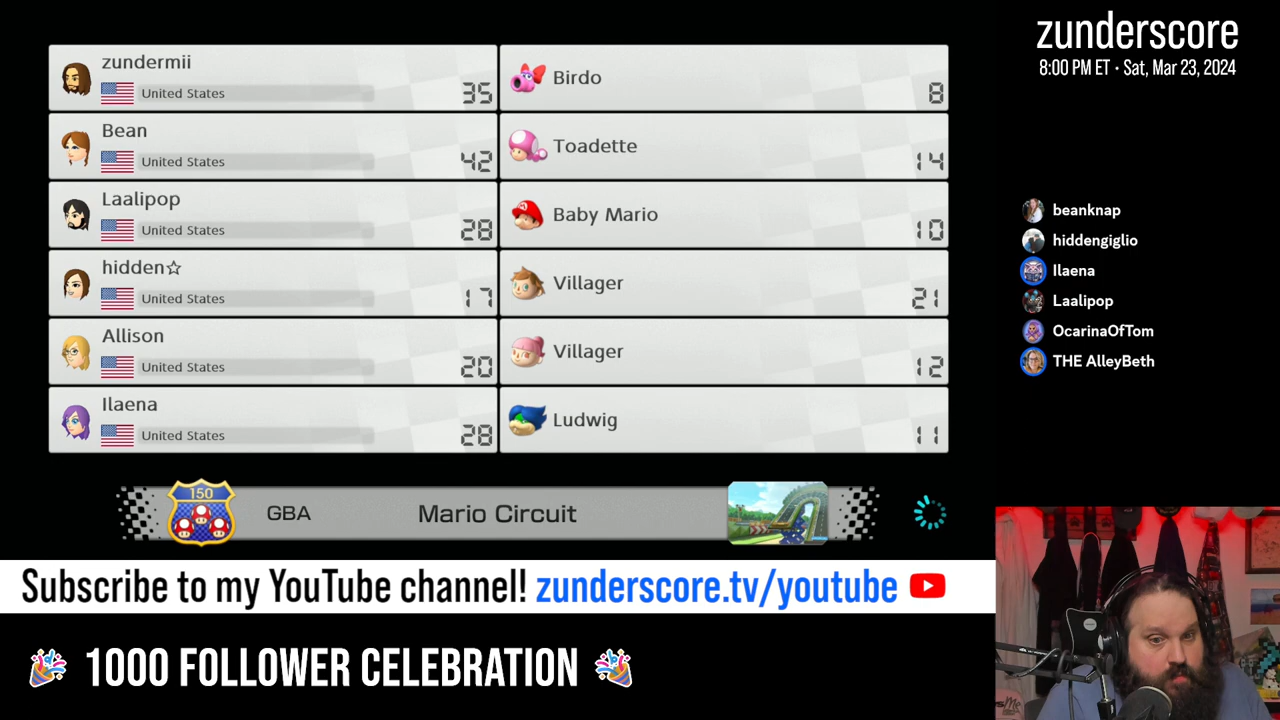 zundermii
United States
35
Bean
United States
42
Laalipop
United States
28
hidden☆
United States
17
Allison
United States
20
Ilaena
United States
28
Birdo
8
Toadette
14
Baby Mario
10
Villager
21
Villager
12
Ludwig
11
150
GBA
Mario Circuit
Subscribe to my YouTube channel! zunderscore.tv/youtube
🎉 1000 FOLLOWER CELEBRATION 🎉
zunderscore
8:00 PM ET • Sat, Mar 23, 2024
beanknap
hiddengiglio
Ilaena
Laalipop
OcarinaOfTom
THE AlleyBeth